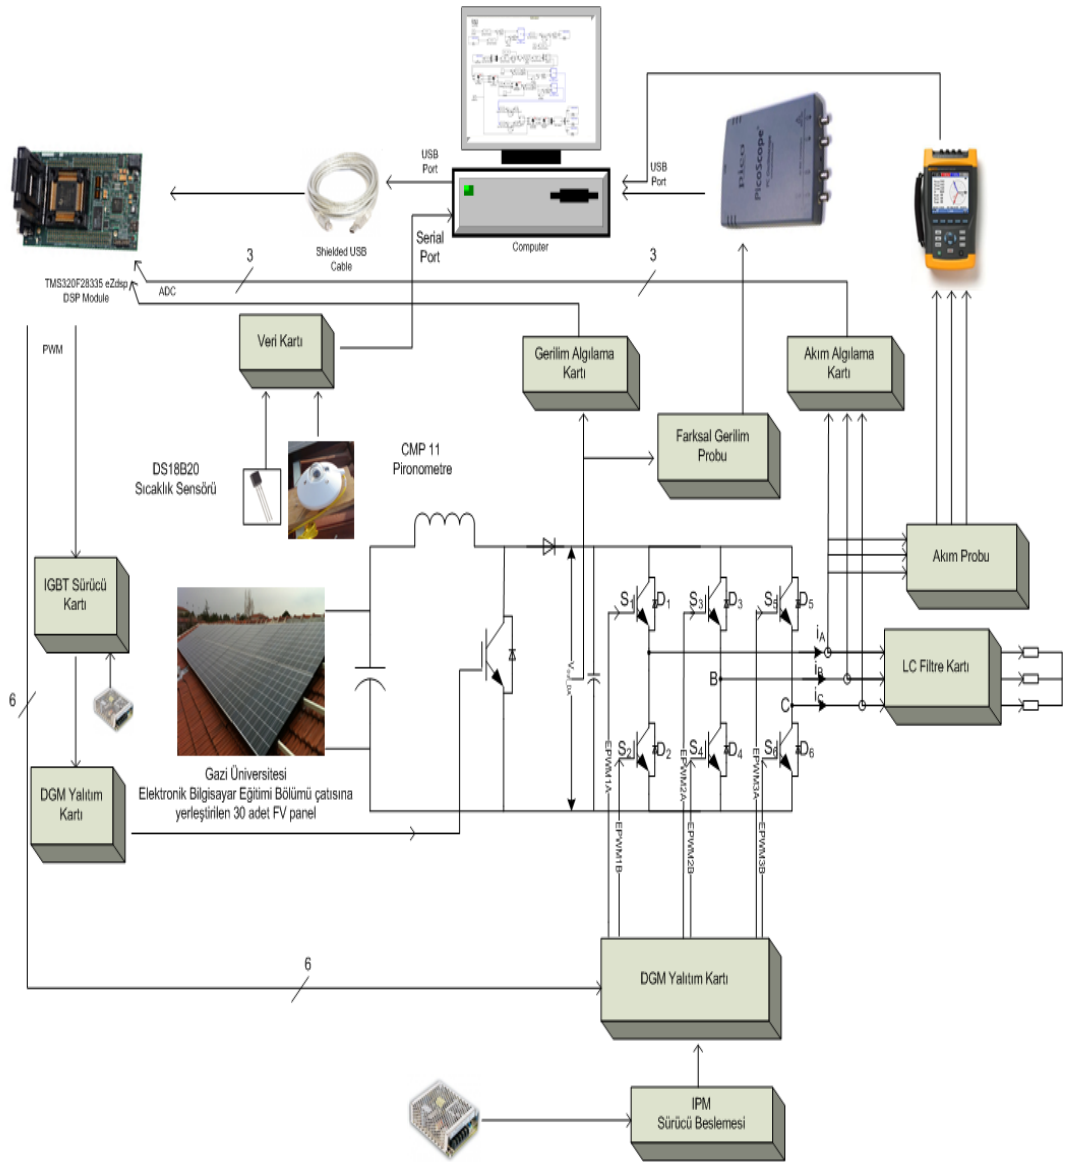 USB
Port
USB
Port
pico
PicoScope
Shielded USB
Cable
Serial
Port
Computer
3
3
TMS320F28335 eZdsp
DSP Module
ADC
PWM
Veri Kartı
Gerilim Algılama
Kartı
Akım Algılama
Kartı
Farksal Gerilim
Probu
CMP 11
Pironometre
DS18B20
Sıcaklık Sensörü
Akım Probu
IGBT Sürücü
Kartı
S1
D1
S3
D3
S5
D5
iA
LC Filtre Kartı
B
iB
C
iC
6
S2
D2
S4
D4
S6
D6
EPWM1A
EPWM2A
EPWM3A
Gazi Üniversitesi
Elektronik Bilgisayar Eğitimi Bölümü çatısına
yerleştirilen 30 adet FV panel
DGM Yalıtım
Kartı
EPWM1B
EPWM2B
EPWM3B
6
DGM Yalıtım Kartı
IPM
Sürücü Beslemesi